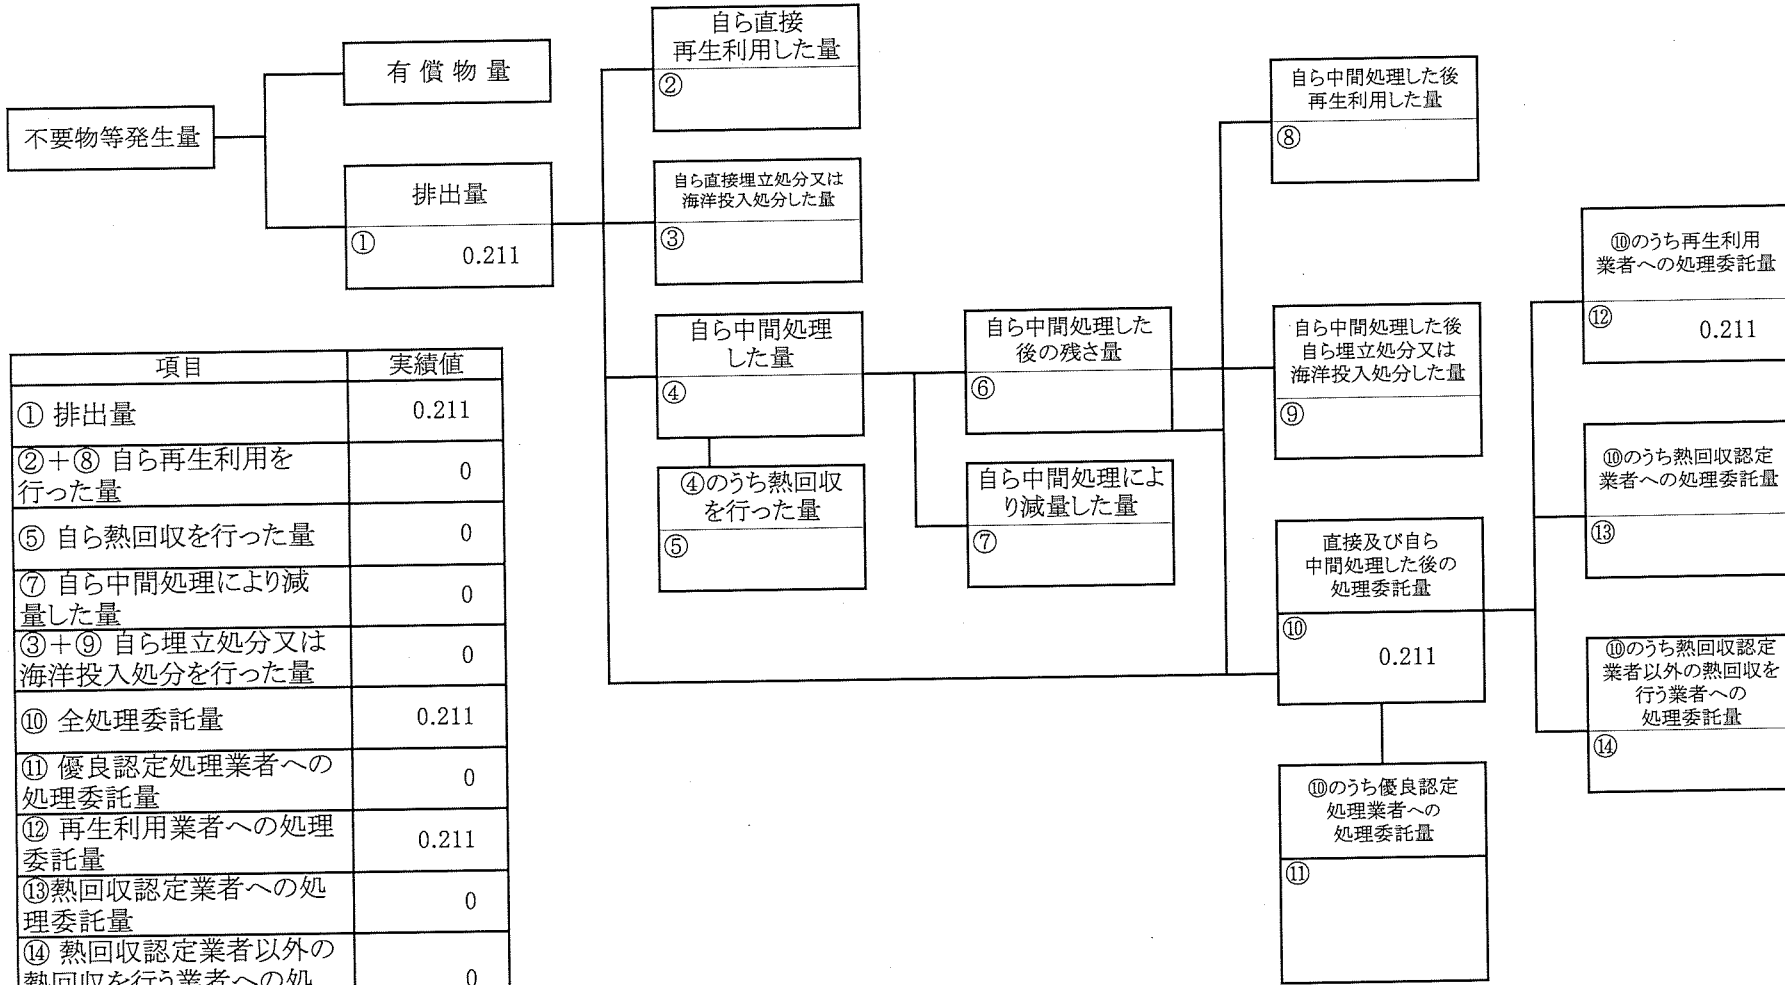 不要物等発生量
有償物量
排出量
①
0.211
自ら直接
再生利用した量
②
自ら直接埋立処分又は
海洋投入処分した量
③
自ら中間処理
した量
④
④のうち熱回収
を行った量
⑤
自ら中間処理した
後の残さ量
⑥
自ら中間処理によ
り減量した量
⑦
自ら中間処理した後
再生利用した量
⑧
自ら中間処理した後
自ら埋立処分又は
海洋投入処分した量
⑨
直接及び自ら
中間処理した後の
処理委託量
⑩
0.211
⑩のうち優良認定
処理業者への
処理委託量
⑪
⑩のうち再生利用
業者への処理委託量
⑫
0.211
⑩のうち熱回収認定
業者への処理委託量
⑬
⑩のうち熱回収認定
業者以外の熱回収を
行う業者への
処理委託量
⑭
項目 実績値
① 排出量 0.211
②＋⑧ 自ら再生利用を
行った量 0
⑤ 自ら熱回収を行った量 0
⑦ 自ら中間処理により減
量した量 0
③＋⑨ 自ら埋立処分又は
海洋投入処分を行った量 0
⑩ 全処理委託量 0.211
⑪ 優良認定処理業者への
処理委託量 0
⑫ 再生利用業者への処理
委託量 0.211
⑬熱回収認定業者への処
理委託量 0
⑭ 熱回収認定業者以外の
熱回収を行う業者への処 0